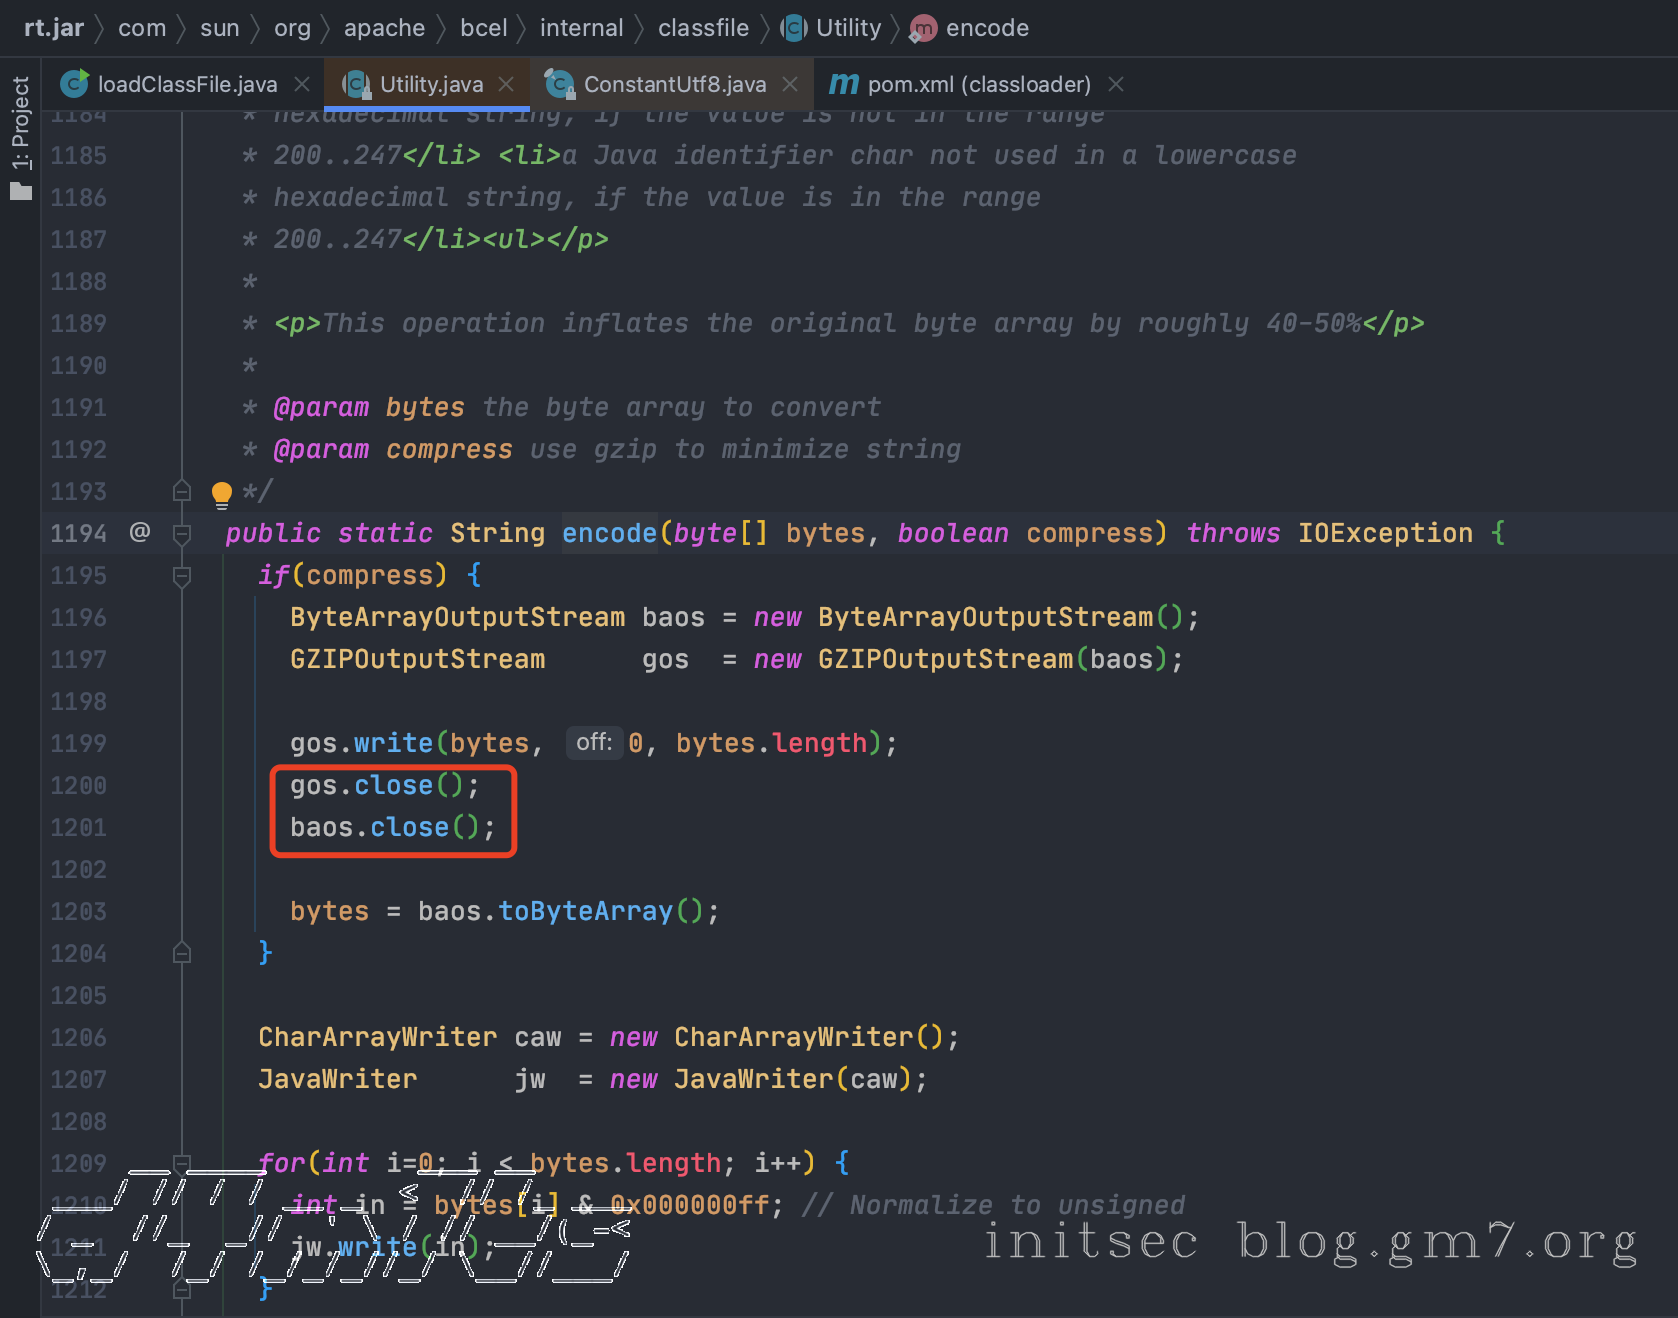 rt.jar com sun org apache bcel internal classfile Utility encode
loadClassFile.java Utility.java ConstantUtf8.java pom.xml (classloader)
1: Project
1184 * hexadecimal string, if the value is not in the range
1185 * 200..247</li> <li>a Java identifier char not used in a lowercase
1186 * hexadecimal string, if the value is in the range
1187 * 200..247</li><ul></p>
1188 *
1189 * <p>This operation inflates the original byte array by roughly 40-50%</p>
1190 *
1191 * @param bytes the byte array to convert
1192 * @param compress use gzip to minimize string
1193 */
1194 @ public static String encode(byte[] bytes, boolean compress) throws IOException {
1195 if(compress) {
1196 ByteArrayOutputStream baos = new ByteArrayOutputStream();
1197 GZIPOutputStream gos = new GZIPOutputStream(baos);
1198
1199 gos.write(bytes, off: 0, bytes.length);
1200 gos.close();
1201 baos.close();
1202
1203 bytes = baos.toByteArray();
1204 }
1205
1206 CharArrayWriter caw = new CharArrayWriter();
1207 JavaWriter jw = new JavaWriter(caw);
1208
1209 for(int i=0; i < bytes.length; i++) {
1210 int in = bytes[i] & 0x000000ff; // Normalize to unsigned
1211 jw.write(in);
1212 }
initsec blog.gm7.org